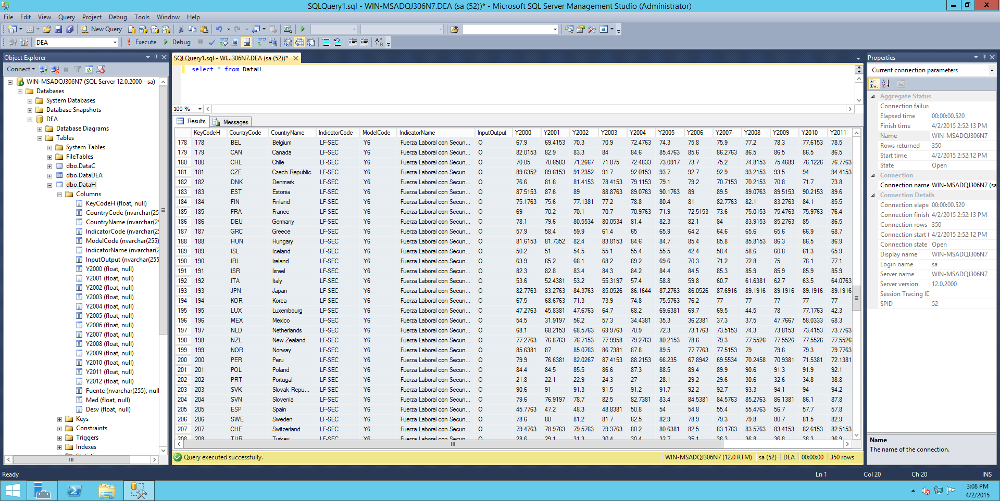 SQLQuery1.sql - WIN-MSADQJ306N7.DEA (sa (52))* - Microsoft SQL Server Management Studio (Administrator)
File Edit View Query Project Debug Tools Window Help
New Query
DEA Execute Debug
Object Explorer
Connect
WIN-MSADQJ306N7 (SQL Server 12.0.2000 - sa)
Databases
System Databases
Database Snapshots
DEA
Database Diagrams
Tables
System Tables
FileTables
dbo.DataC
dbo.DataDEA
dbo.DataH
Columns
KeyCodeH (float, null)
CountryCode (nvarchar(25
CountryName (nvarchar(2
IndicatorCode (nvarchar(2
ModelCode (nvarchar(255)
IndicatorName (nvarchar(2
InputOutput (nvarchar(255
Y2000 (float, null)
Y2001 (float, null)
Y2002 (float, null)
Y2003 (float, null)
Y2004 (float, null)
Y2005 (float, null)
Y2006 (float, null)
Y2007 (float, null)
Y2008 (float, null)
Y2009 (float, null)
Y2010 (float, null)
Y2011 (float, null)
Y2012 (float, null)
Fuente (nvarchar(255), null
Med (float, null)
Desv (float, null)
Keys
Constraints
Triggers
Indexes
SQLQuery1.sql - WI...306N7.DEA (sa (52))*
select * from DataH
100 %
Results Messages
KeyCodeH CountryCode CountryName IndicatorCode ModelCode IndicatorName InputOutput Y2000 Y2001 Y2002 Y2003 Y2004 Y2005 Y2006 Y2007 Y2008 Y2009 Y2010 Y2011
178 178 BEL Belgium LF-SEC Y6 Fuerza Laboral con Secun... O 67.9 69.4153 70.3 70.9 72.4763 74.3 75.8 75.9 77.2 78.3 77.6153 78.5
179 179 CAN Canada LF-SEC Y6 Fuerza Laboral con Secun... O 82.0153 82.9 83.3 84 84.6 85.4763 85.6 86.2763 86.5 86.5 86.5 86.5
180 180 CHL Chile LF-SEC Y6 Fuerza Laboral con Secun... O 70.05 70.6583 71.2667 71.875 72.4833 73.0917 73.7 75.2 74.8153 75.4689 76.1226 76.7763
181 181 CZE Czech Republic LF-SEC Y6 Fuerza Laboral con Secun... O 89.6352 89.6153 91.2352 91.7 92.0153 93.7 92.7 92.9 93.2153 93.5 94 94.4153
182 182 DNK Denmark LF-SEC Y6 Fuerza Laboral con Secun... O 76.6 81.6 81.4153 78.4153 79.1153 79.1 79.2 70.7153 70.2153 70.8 71.7 73.8
183 183 EST Estonia LF-SEC Y6 Fuerza Laboral con Secun... O 87.5153 87.6 89 88.8763 89.0763 90.1763 89 89.5 89.0763 89.5153 90.2153 89.6
184 184 FIN Finland LF-SEC Y6 Fuerza Laboral con Secun... O 75.1763 75.6 77.1381 77.2 78.8 80.4 81 82.7763 82.1 83.2763 84.1 85.5
185 185 FRA France LF-SEC Y6 Fuerza Laboral con Secun... O 69 70.2 70.1 70.7 70.9763 71.9 72.5153 73.6 75.0153 75.4763 75.9763 76.4
186 186 DEU Germany LF-SEC Y6 Fuerza Laboral con Secun... O 78.1 79.6 80.5534 80.0534 81.4 82.3 82.1 84 83.9153 85.2763 85 86.5
187 187 GRC Greece LF-SEC Y6 Fuerza Laboral con Secun... O 57.9 58.4 59.9 61.4 65 65.9 64.2 64.6 65.6 65.6 66.9 68.7
188 188 HUN Hungary LF-SEC Y6 Fuerza Laboral con Secun... O 81.6153 81.7352 82.4 83.8153 84.6 84.7 85.4 85.8 85.8153 86.3 86.5 86.9
189 189 ISL Iceland LF-SEC Y6 Fuerza Laboral con Secun... O 50.2 51 54.5 55.1 55.4 55.5 42.4 58.4 58.6 60.8 61.3 65.9
190 190 IRL Ireland LF-SEC Y6 Fuerza Laboral con Secun... O 63.9 65.2 66.1 68.2 69.2 69.6 70.3 71.2 72.8 75 76.1 77.1
191 191 ISR Israel LF-SEC Y6 Fuerza Laboral con Secun... O 82.3 82.8 83.4 84.3 84.2 84.4 84.5 85.3 85.9 85.9 85.9 85.9
192 192 ITA Italy LF-SEC Y6 Fuerza Laboral con Secun... O 53.6 52.4381 53.2 55.3197 57.4 58.8 59.8 60.7 61.6381 62.7 63.5 64.0763
193 193 JPN Japan LF-SEC Y6 Fuerza Laboral con Secun... O 82.7763 83.2763 84.3763 85.0526 86.1644 87.2763 86.0526 87.6916 89.1916 89.1916 89.1916 89.1916
194 194 KOR Korea LF-SEC Y6 Fuerza Laboral con Secun... O 67.5 68.6763 71.3 73.9 74.8 75.5763 76.2 77 77 77 77 77
195 195 LUX Luxembourg LF-SEC Y6 Fuerza Laboral con Secun... O 47.2763 45.8381 47.6763 64.7 68.2 69.6381 69.7 69.5 44.5 78 77.1763 42.3
196 196 MEX Mexico LF-SEC Y6 Fuerza Laboral con Secun... O 54.5 31.9197 56.2 57.3 34.4381 35.3 36.2381 37.3 37.5 47.7667 58.0333 68.3
197 197 NLD Netherlands LF-SEC Y6 Fuerza Laboral con Secun... O 68.1 68.2153 68.5763 69.9763 70.9 72.3 73.1763 73.5153 74.3 73.8153 73.4153 73.7763
198 198 NZL New Zealand LF-SEC Y6 Fuerza Laboral con Secun... O 77.2763 76.8763 76.7153 77.9958 79.2763 80.2153 78.6 79.3 77.5526 77.5526 77.5526 77.5526
199 199 NOR Norway LF-SEC Y6 Fuerza Laboral con Secun... O 85.6381 87 85.0763 86.7381 87.8 89.5 77.7763 77.5153 79 79.6 79.3 79.7763
200 200 PER Peru LF-SEC Y6 Fuerza Laboral con Secun... O 79.9 76.6381 82.0267 87.4153 88.2153 66.235 67.8942 69.5534 70.2458 70.9381 71.5381 72.1381
201 201 POL Poland LF-SEC Y6 Fuerza Laboral con Secun... O 84.4 84.5 85.5 86.6 87.3 88.5 89.4 89.9 90.6 91.3 91.9 92.1
202 202 PRT Portugal LF-SEC Y6 Fuerza Laboral con Secun... O 21.8 22.1 22.9 24.3 27 28.1 29.2 29.6 30.6 32.6 34.8 38.8
203 203 SVK Slovak Repu... LF-SEC Y6 Fuerza Laboral con Secun... O 90.6 91 91.3 91.5 91.2 91.7 92.2 92.7 93.3 94.1 94 94.2
204 204 SVN Slovenia LF-SEC Y6 Fuerza Laboral con Secun... O 79.6 76.9197 78.7 82.5 82.7381 83.4 84.5381 84.5763 85.2763 86.1381 86.1 87.8
205 205 ESP Spain LF-SEC Y6 Fuerza Laboral con Secun... O 45.7763 47.2 48.3 48.8381 50.8 54 54.8 55.4 55.4763 56.7 57.7 57.8
206 206 SWE Sweden LF-SEC Y6 Fuerza Laboral con Secun... O 78.6 80 81.2 81.7 82.5 82.9 78.9 79.3 79.8 80.7 81.5 82.9
207 207 CHE Switzerland LF-SEC Y6 Fuerza Laboral con Secun... O 79.4763 78.9763 79.5763 79.3763 80.2 80.6381 82.5 83.1763 83.5763 83.4153 82.6153 82.5153
208 208 TUR Turkey LF-SEC Y6 Fuerza Laboral con Secun... O 28.6 29.1 31.3 30.4 30.4 32.7 35.1 36.3 36.8 36.8 36.3 36.9
Query executed successfully. WIN-MSADQJ306N7 (12.0 RTM) sa (52) DEA 00:00:00 350 rows
Properties
Current connection parameters
Aggregate Status
Connection failure
Elapsed time 00:00:00.520
Finish time 4/2/2015 2:52:13 PM
Name WIN-MSADQJ306N7
Rows returned 350
Start time 4/2/2015 2:52:12 PM
State Open
Connection
Connection name WIN-MSADQJ306N7 (sa
Connection Details
Connection elaps 00:00:00.520
Connection finish 4/2/2015 2:52:13 PM
Connection rows 350
Connection start t 4/2/2015 2:52:12 PM
Connection state Open
Display name WIN-MSADQJ306N7
Login name sa
Server name WIN-MSADQJ306N7
Server version 12.0.2000
Session Tracing ID
SPID 52
Name
The name of the connection.
Ready Ln 1 Col 20 Ch 20 INS
3:08 PM
4/2/2015